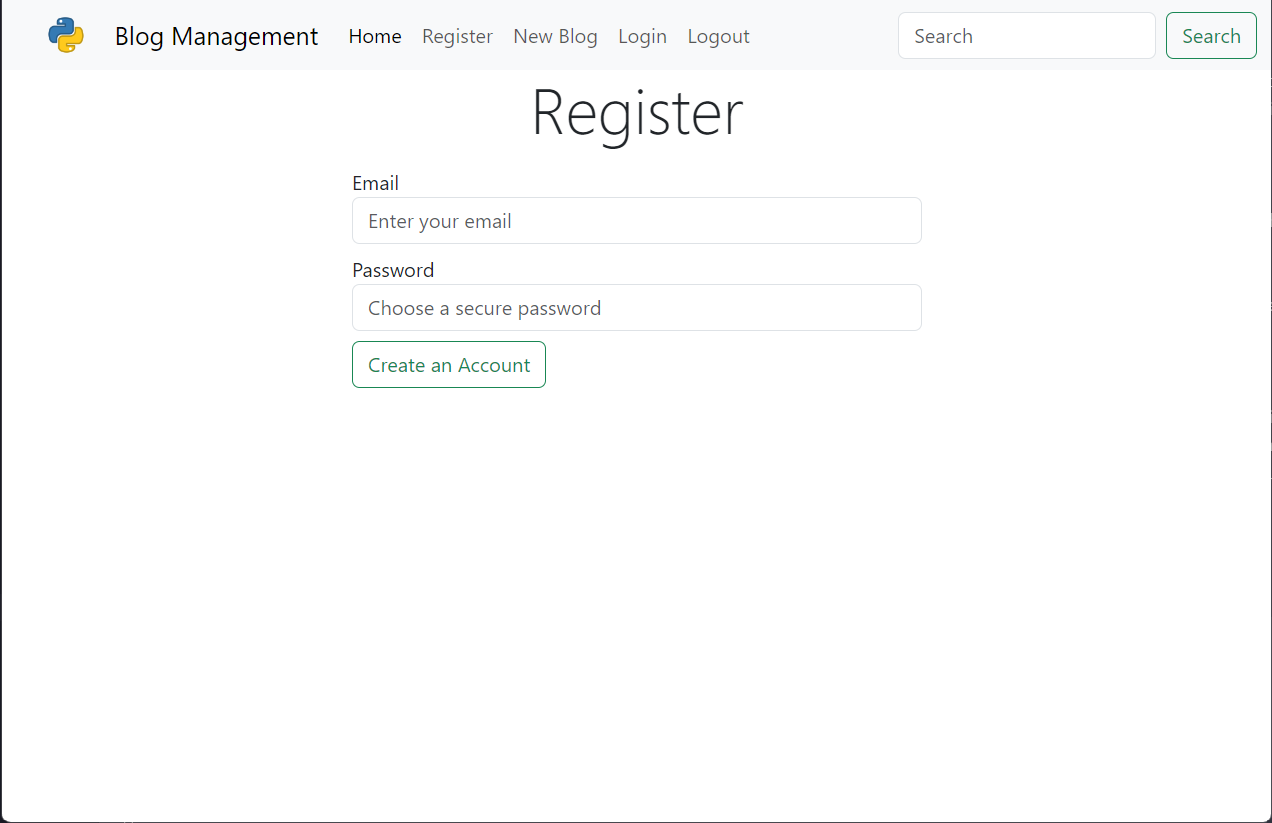 Blog Management Home Register New Blog Login Logout Search Search
Register
Email
Enter your email
Password
Choose a secure password
Create an Account